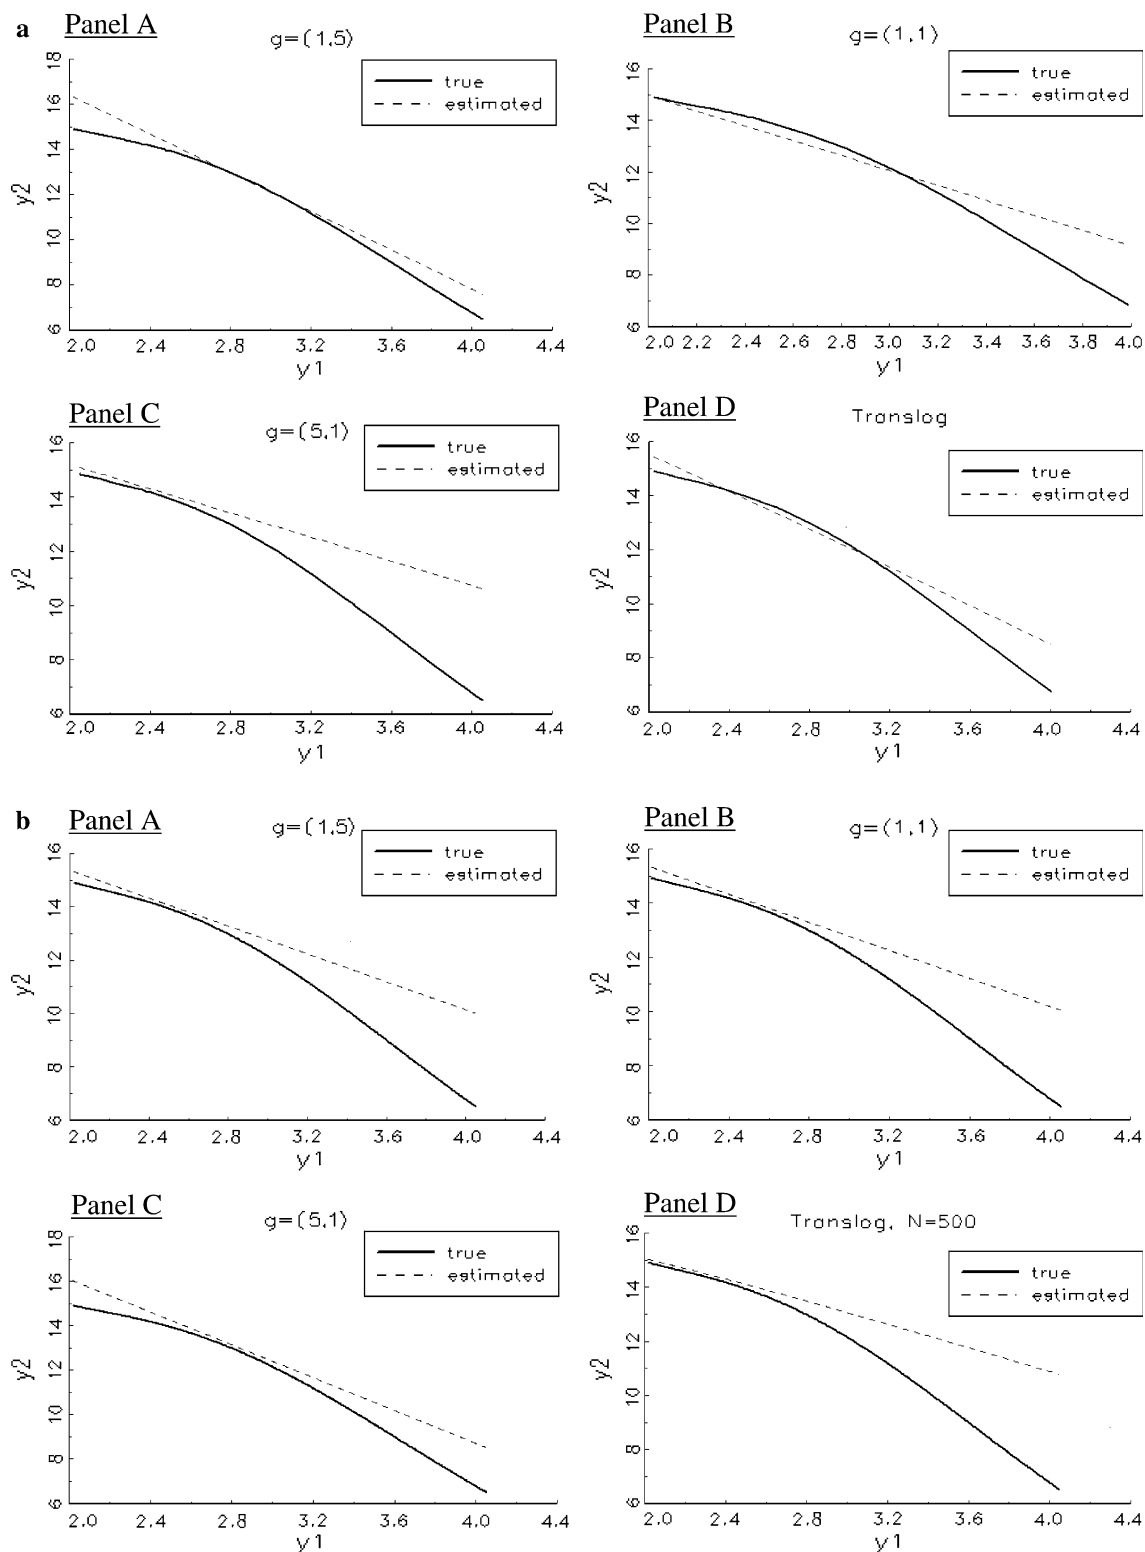 a Panel A
g=(1,5)
true
estimated
y2
18
16
14
12
10
8
6
2.0 2.4 2.8 3.2 3.6 4.0 4.4
y1
Panel B
g=(1,1)
true
estimated
y2
16
14
12
10
8
6
2.0 2.2 2.4 2.6 2.8 3.0 3.2 3.4 3.6 3.8 4.0
y1
Panel C
g=(5,1)
true
estimated
y2
16
14
12
10
8
6
2.0 2.4 2.8 3.2 3.6 4.0 4.4
y1
Panel D
Translog
true
estimated
y2
16
14
12
10
8
6
2.0 2.4 2.8 3.2 3.6 4.0 4.4
y1
b Panel A
g=(1,5)
true
estimated
y2
16
14
12
10
8
6
2.0 2.4 2.8 3.2 3.6 4.0 4.4
y1
Panel B
g=(1,1)
true
estimated
y2
16
14
12
10
8
6
2.0 2.4 2.8 3.2 3.6 4.0 4.4
y1
Panel C
g=(5,1)
true
estimated
y2
18
16
14
12
10
8
6
2.0 2.4 2.8 3.2 3.6 4.0 4.4
y1
Panel D
Translog, N=500
true
estimated
y2
16
14
12
10
8
6
2.0 2.4 2.8 3.2 3.6 4.0 4.4
y1